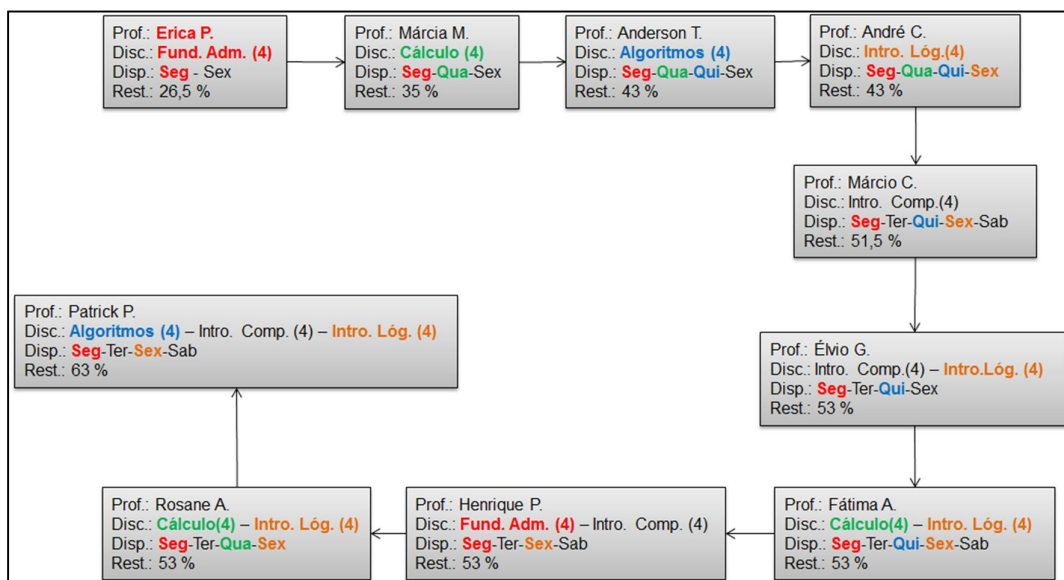 Prof.: Erica P.
Disc.: Fund. Adm. (4)
Disp.: Seg - Sex
Rest.: 26,5 %
Prof.: Márcia M.
Disc.: Cálculo (4)
Disp.: Seg-Qua-Sex
Rest.: 35 %
Prof.: Anderson T.
Disc.: Algoritmos (4)
Disp.: Seg-Qua-Qui-Sex
Rest.: 43 %
Prof.: André C.
Disc.: Intro. Lóg.(4)
Disp.: Seg-Qua-Qui-Sex
Rest.: 43 %
Prof.: Márcio C.
Disc.: Intro. Comp.(4)
Disp.: Seg-Ter-Qui-Sex-Sab
Rest.: 51,5 %
Prof.: Élvio G.
Disc.: Intro. Comp.(4) – Intro.Lóg. (4)
Disp.: Seg-Ter-Qui-Sex
Rest.: 53 %
Prof.: Fátima A.
Disc.: Cálculo(4) – Intro. Lóg. (4)
Disp.: Seg-Ter-Qui-Sex-Sab
Rest.: 53 %
Prof.: Henrique P.
Disc.: Fund. Adm. (4) – Intro. Comp. (4)
Disp.: Seg-Ter-Sex-Sab
Rest.: 53 %
Prof.: Rosane A.
Disc.: Cálculo(4) – Intro. Lóg. (4)
Disp.: Seg-Ter-Qua-Sex
Rest.: 53 %
Prof.: Patrick P.
Disc.: Algoritmos (4) – Intro. Comp. (4) – Intro. Lóg. (4)
Disp.: Seg-Ter-Sex-Sab
Rest.: 63 %